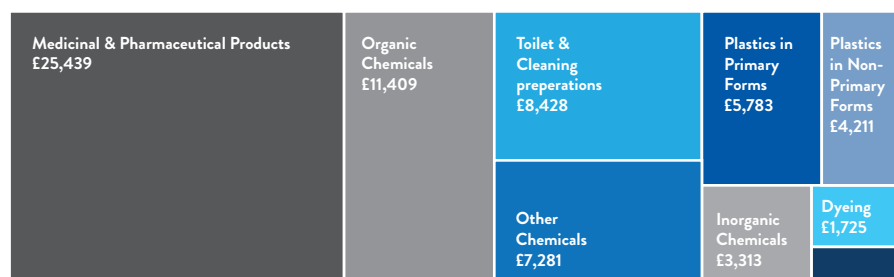 Medicinal & Pharmaceutical Products
£25,439
Organic
Chemicals
£11,409
Toilet &
Cleaning
preperations
£8,428
Other
Chemicals
£7,281
Plastics in
Primary
Forms
£5,783
Plastics
in Non-
Primary
Forms
£4,211
Inorganic
Chemicals
£3,313
Dyeing
£1,725